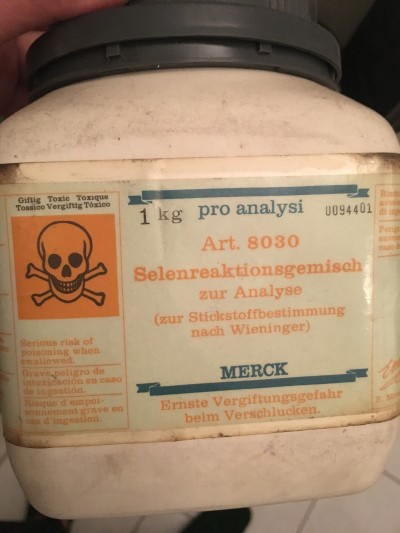 Giftig Toxic Toxique
Tossico Vergiftig Tóxico
Serious risk of
poisoning when
swallowed.
Grave peligro de
intoxicación en caso
de ingestión.
Risque d'empoi-
sonnement grave en
cas d'ingestion.
1 kg pro analysi 0094401
Art. 8030
Selenreaktionsgemisch
zur Analyse
(zur Stickstoffbestimmung
nach Wieninger)
MERCK
Ernste Vergiftungsgefahr
beim Verschlucken.